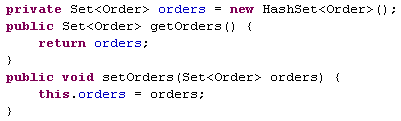 private Set<Order> orders = new HashSet<Order>();
public Set<Order> getOrders() {
    return orders;
}
public void setOrders(Set<Order> orders) {
    this.orders = orders;
}